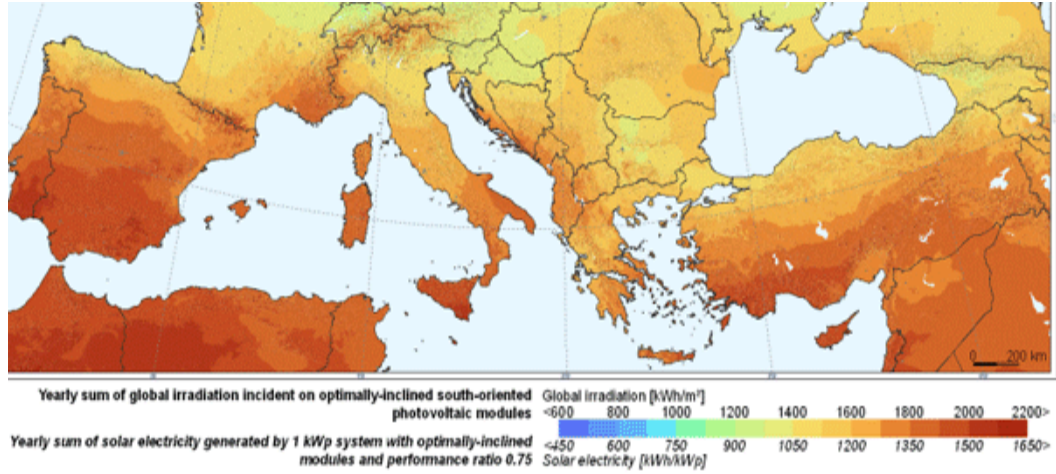 0 200 km
Yearly sum of global irradiation incident on optimally-inclined south-oriented
photovoltaic modules
Yearly sum of solar electricity generated by 1 kWp system with optimally-inclined
modules and performance ratio 0.75
Global irradiation [kWh/m²]
<600 800 1000 1200 1400 1600 1800 2000 2200>
<450 600 750 900 1050 1200 1350 1500 1650>
Solar electricity [kWh/kWp]